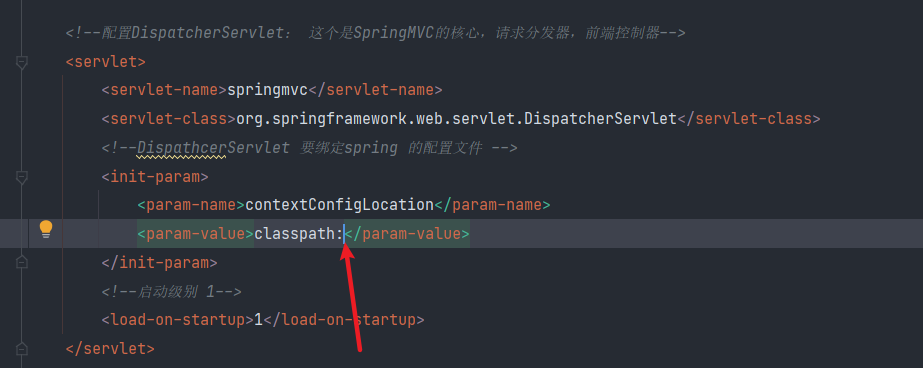 <!--配置DispatcherServlet： 这个是SpringMVC的核心，请求分发器，前端控制器-->
<servlet>
<servlet-name>springmvc</servlet-name>
<servlet-class>org.springframework.web.servlet.DispatcherServlet</servlet-class>
<!--DispathcerServlet 要绑定spring 的配置文件 -->
<init-param>
<param-name>contextConfigLocation</param-name>
<param-value>classpath:</param-value>
</init-param>
<!--启动级别 1-->
<load-on-startup>1</load-on-startup>
</servlet>